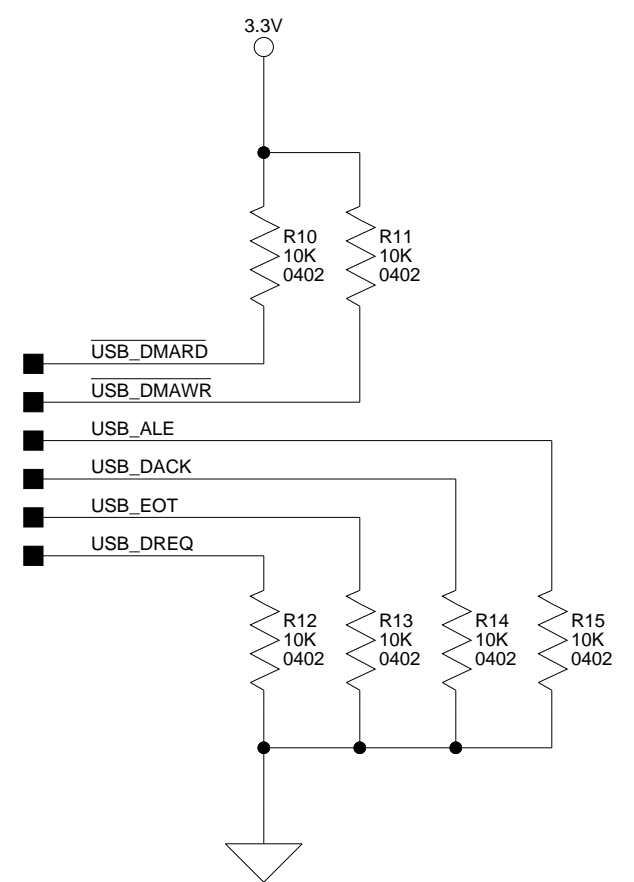 3.3V
R10
10K
0402
R11
10K
0402
USB_DMARD
USB_DMAWR
USB_ALE
USB_DACK
USB_EOT
USB_DREQ
R12
10K
0402
R13
10K
0402
R14
10K
0402
R15
10K
0402